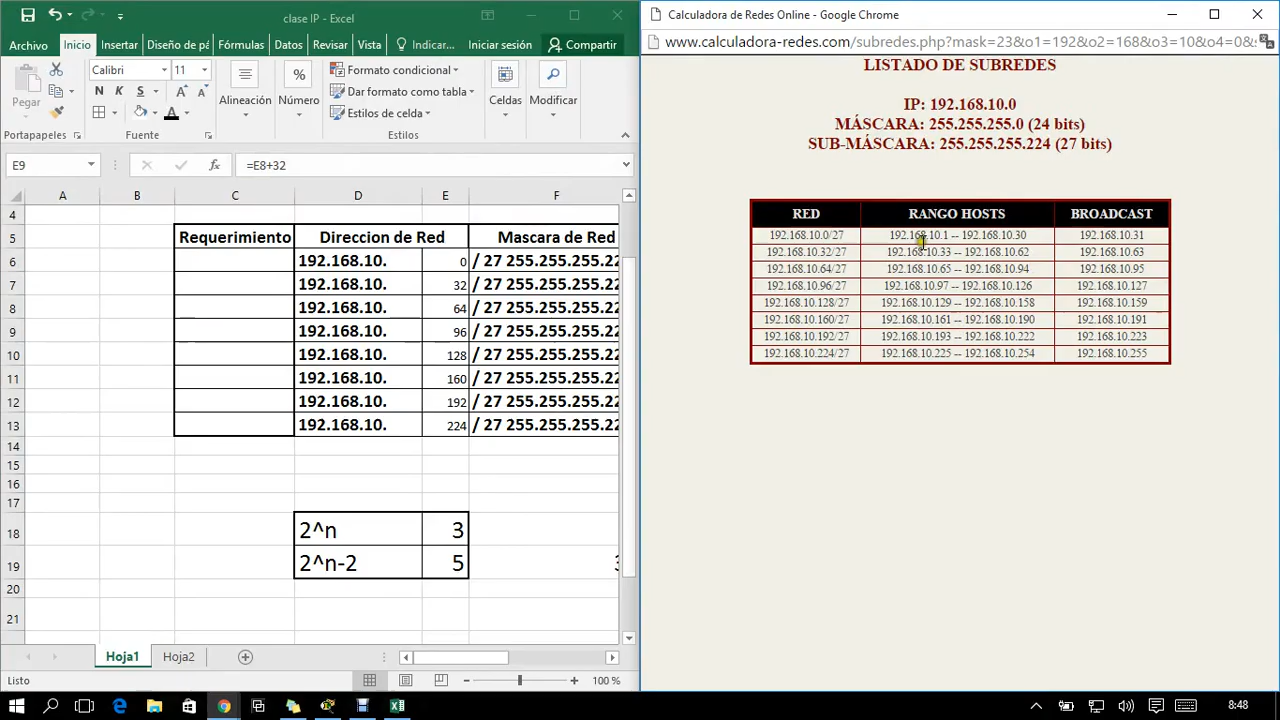 clase IP - Excel
Archivo Inicio Insertar Diseño de pá Fórmulas Datos Revisar Vista Indicar... Iniciar sesión Compartir
Pegar
Calibri 11
N K S
A A
A
Alineación
%
Número
Formato condicional
Dar formato como tabla
Estilos de celda
Celdas
Modificar
Portapapeles Fuente Estilos
E9 fx =E8+32
A B C D E F
4
5 Requerimiento Direccion de Red Mascara de Red
6 192.168.10. 0 / 27 255.255.255.22
7 192.168.10. 32 / 27 255.255.255.22
8 192.168.10. 64 / 27 255.255.255.22
9 192.168.10. 96 / 27 255.255.255.22
10 192.168.10. 128 / 27 255.255.255.22
11 192.168.10. 160 / 27 255.255.255.22
12 192.168.10. 192 / 27 255.255.255.22
13 192.168.10. 224 / 27 255.255.255.22
14
15
16
17
18 2^n 3
19 2^n-2 5
20
21
Hoja1 Hoja2
Listo 100 %
Calculadora de Redes Online - Google Chrome
www.calculadora-redes.com/subredes.php?mask=23&o1=192&o2=168&o3=10&o4=0&
LISTADO DE SUBREDES
IP: 192.168.10.0
MÁSCARA: 255.255.255.0 (24 bits)
SUB-MÁSCARA: 255.255.255.224 (27 bits)
RED RANGO HOSTS BROADCAST
192.168.10.0/27 192.168.10.1 -- 192.168.10.30 192.168.10.31
192.168.10.32/27 192.168.10.33 -- 192.168.10.62 192.168.10.63
192.168.10.64/27 192.168.10.65 -- 192.168.10.94 192.168.10.95
192.168.10.96/27 192.168.10.97 -- 192.168.10.126 192.168.10.127
192.168.10.128/27 192.168.10.129 -- 192.168.10.158 192.168.10.159
192.168.10.160/27 192.168.10.161 -- 192.168.10.190 192.168.10.191
192.168.10.192/27 192.168.10.193 -- 192.168.10.222 192.168.10.223
192.168.10.224/27 192.168.10.225 -- 192.168.10.254 192.168.10.255
8:48